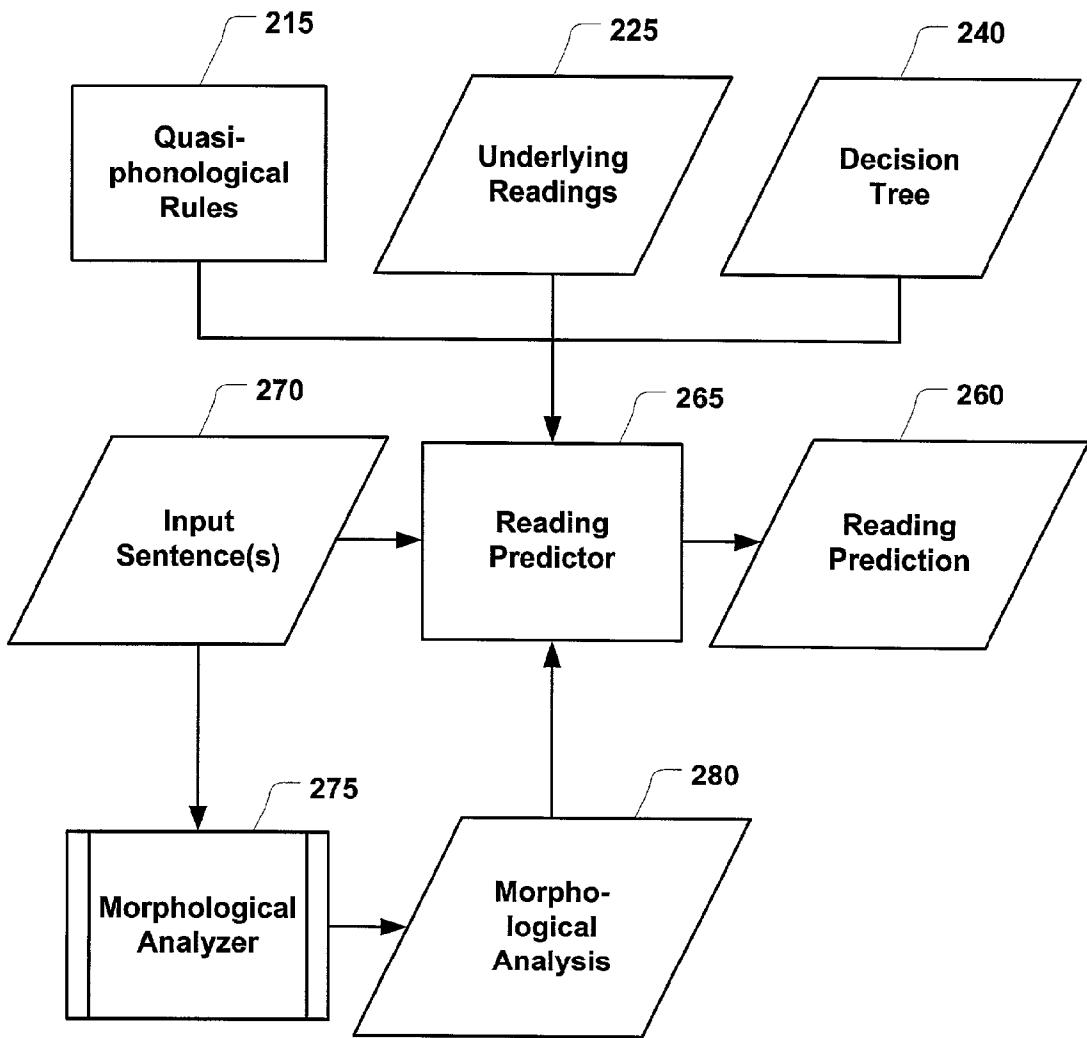 215
225
240
Quasi-
phonological
Rules
Underlying
Readings
Decision
Tree
270
265
260
Input
Sentence(s)
Reading
Predictor
Reading
Prediction
275
280
Morphological
Analyzer
Morpho-
logical
Analysis